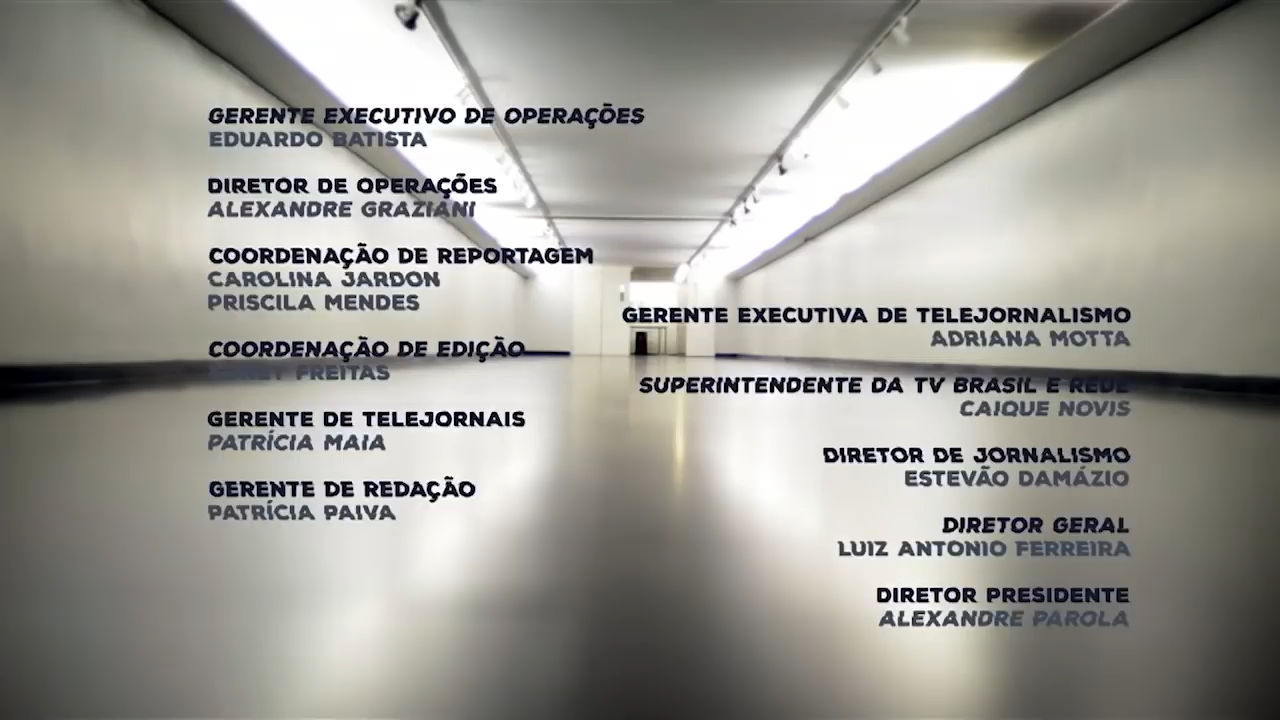 GERENTE EXECUTIVO DE OPERAÇÕES
EDUARDO BATISTA
DIRETOR DE OPERAÇÕES
ALEXANDRE GRAZIANI
COORDENAÇÃO DE REPORTAGEM
CAROLINA JARDON
PRISCILA MENDES
COORDENAÇÃO DE EDIÇÃO
FREITAS
GERENTE DE TELEJORNAIS
PATRÍCIA MAIA
GERENTE DE REDAÇÃO
PATRÍCIA PAIVA
GERENTE EXECUTIVA DE TELEJORNALISMO
ADRIANA MOTTA
SUPERINTENDENTE DA TV BRASIL E REDE
CAIQUE NOVIS
DIRETOR DE JORNALISMO
ESTEVÃO DAMÁZIO
DIRETOR GERAL
LUIZ ANTONIO FERREIRA
DIRETOR PRESIDENTE
ALEXANDRE PAROLA